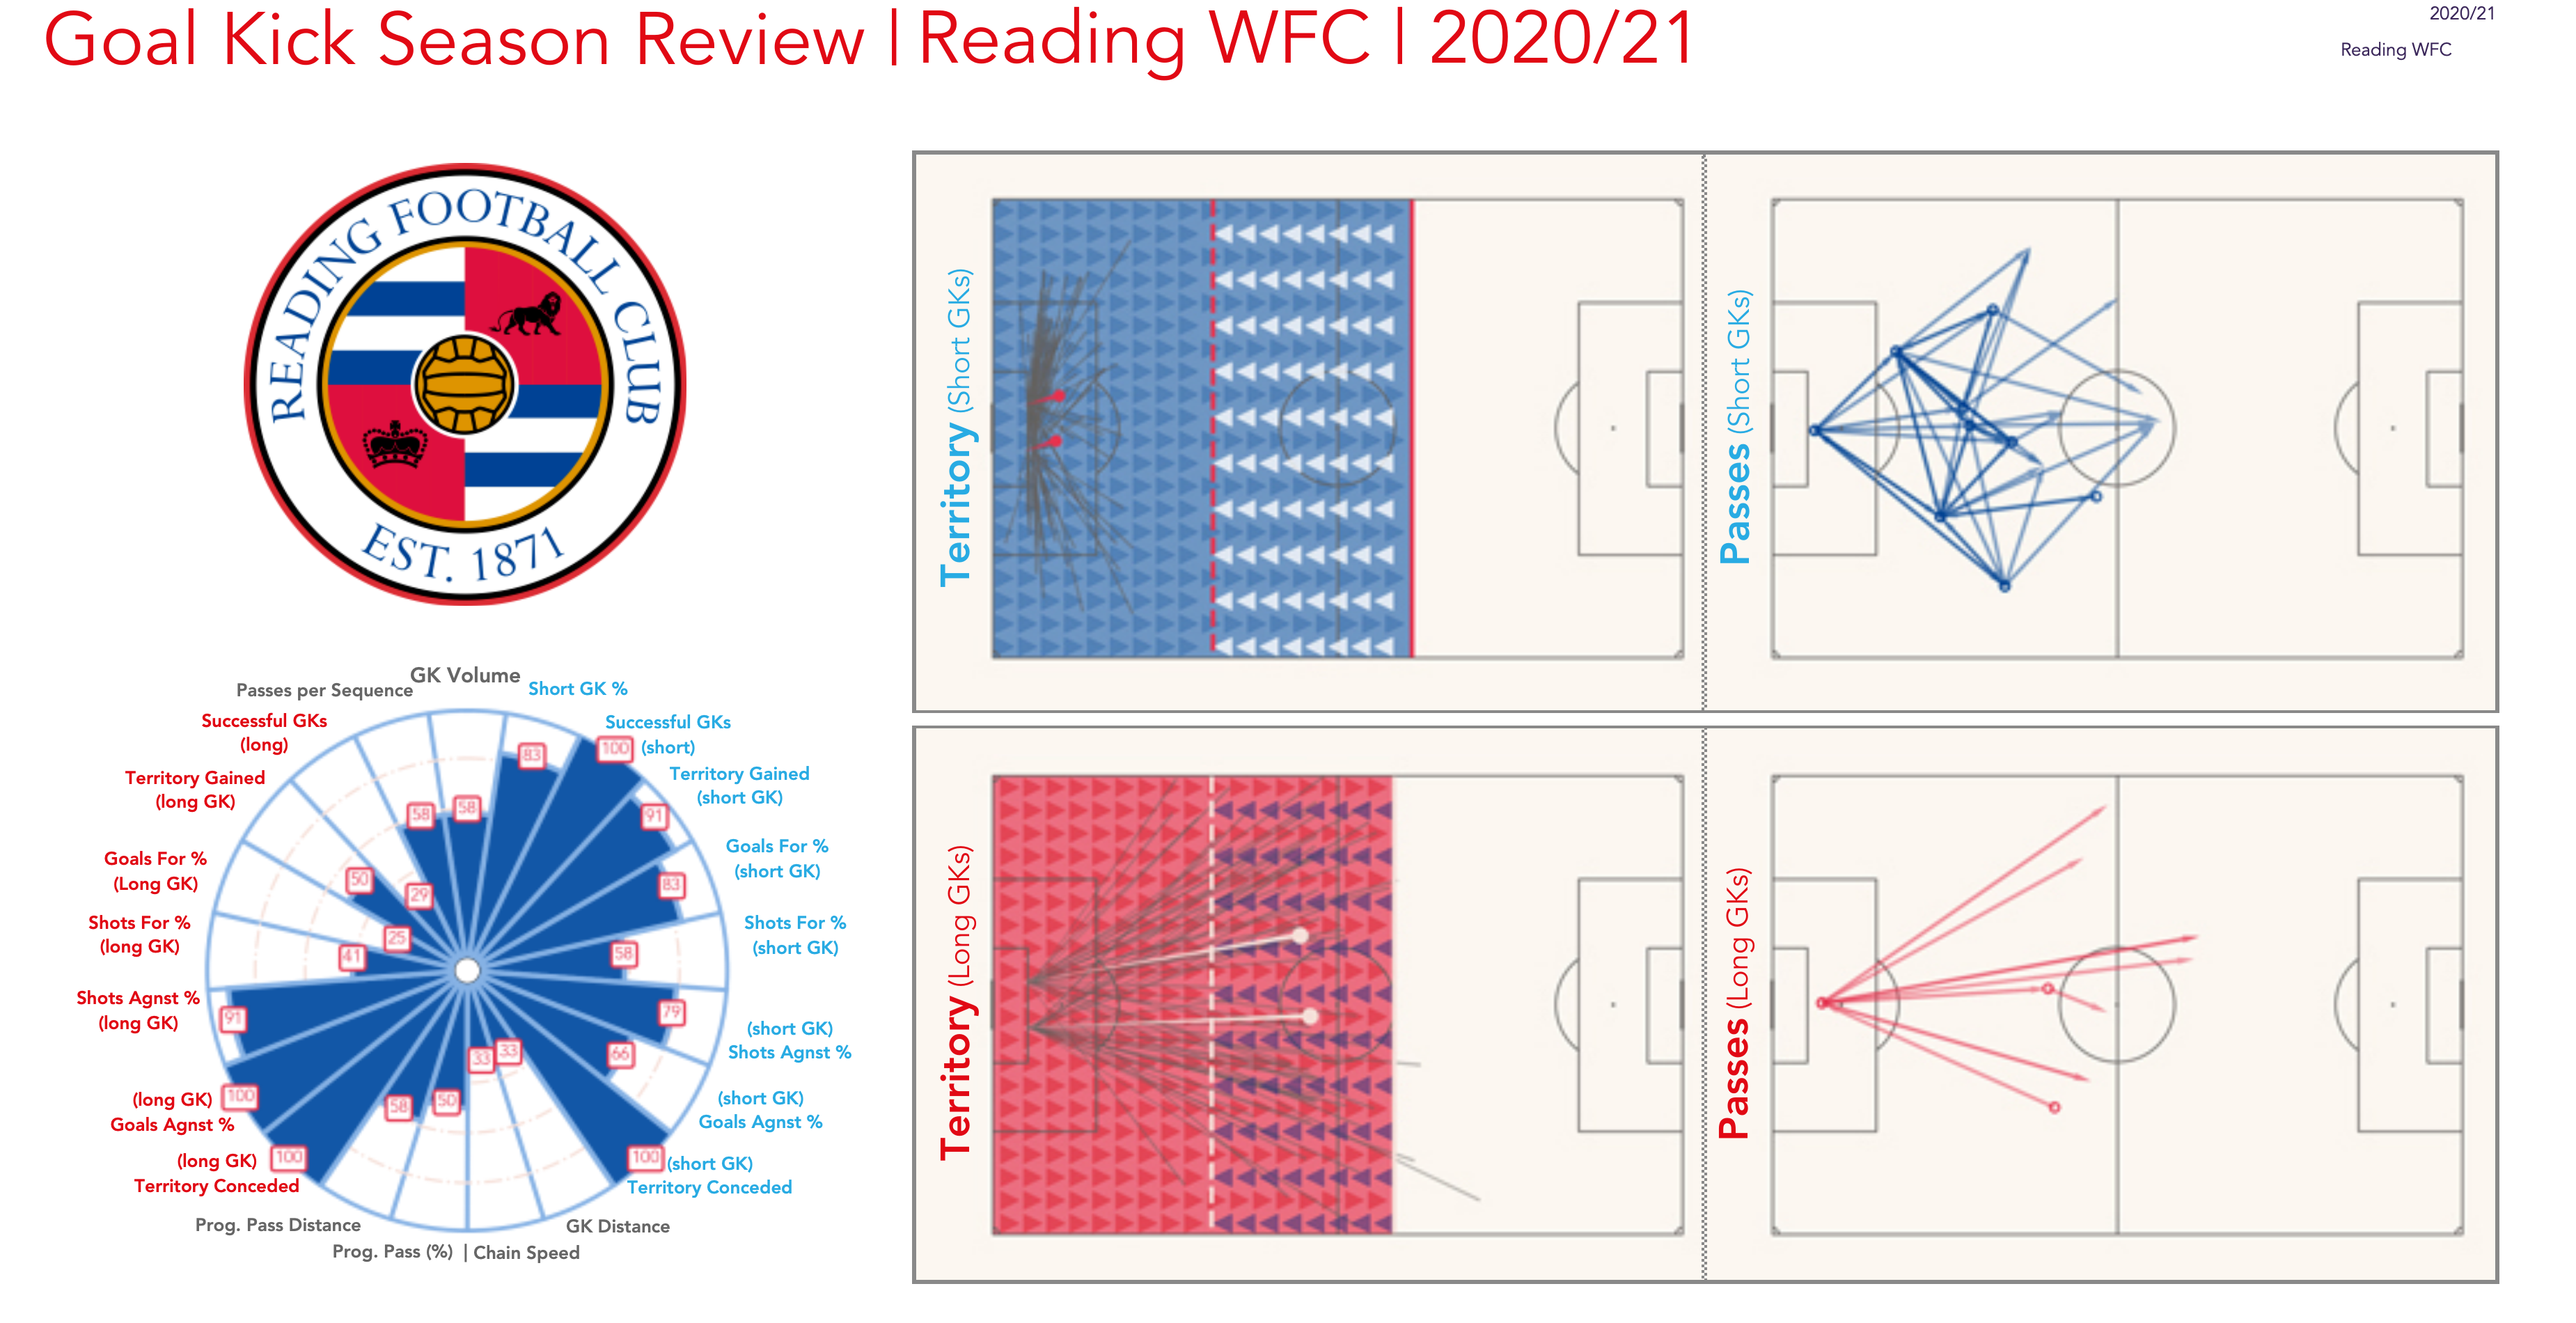 Goal Kick Season Review | Reading WFC | 2020/21
2020/21
Reading WFC
READING FOOTBALL CLUB
EST. 1871
GK Volume
Passes per Sequence
Short GK %
Successful GKs
(long)
Successful GKs
(short)
Territory Gained
(long GK)
Territory Gained
(short GK)
Goals For %
(Long GK)
Goals For %
(short GK)
Shots For %
(long GK)
Shots For %
(short GK)
Shots Agnst %
(long GK)
(short GK)
Shots Agnst %
(long GK)
Goals Agnst %
(short GK)
Goals Agnst %
(long GK)
Territory Conceded
(short GK)
Territory Conceded
Prog. Pass Distance
GK Distance
Prog. Pass (%) | Chain Speed
58
83
100
91
83
58
79
66
100
33
33
50
58
100
100
91
41
25
50
29
58
Territory (Short GKs)
Passes (Short GKs)
Territory (Long GKs)
Passes (Long GKs)